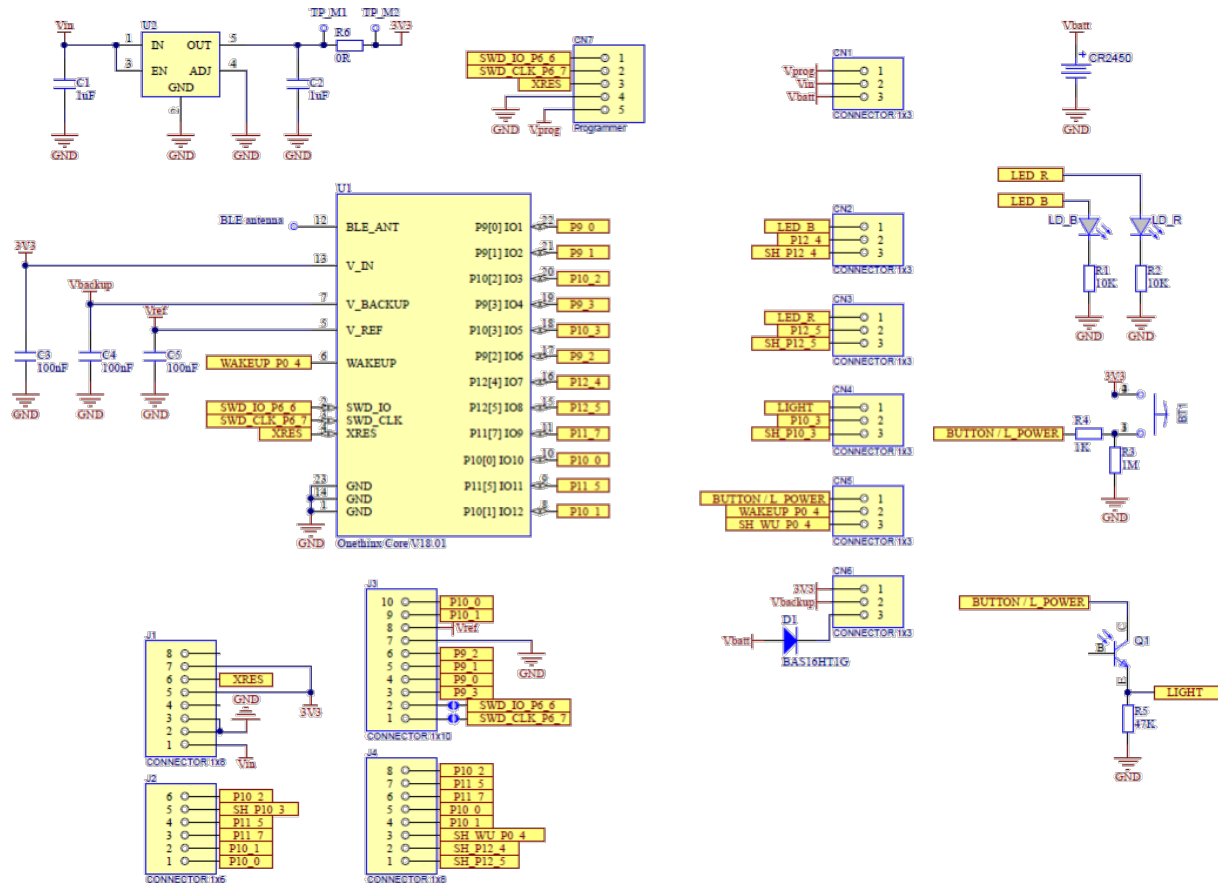 Vin
U2
1 IN OUT 5
3 EN ADJ 4
GND
2
C1
1uF
C2
1uF
TP_M1 TP_M2
R6
0R
3V3
GND GND GND GND
CN7
SWD_IO_P6_6 1
SWD_CLK_P6_7 2
XRES 3
4
5
GND
Vprog
Programmer
CN1
Vprog 1
Vin 2
Vbatt 3
CONNECTOR 1x3
Vbatt
+
CR2450
GND
U1
BLE antenna 12 BLE_ANT
3V3
13 V_IN
Vbackup
7 V_BACKUP
Vref
5 V_REF
WAKEUP_P0_4 6 WAKEUP
SWD_IO_P6_6 SWD_IO
SWD_CLK_P6_7 SWD_CLK
XRES XRES
23 GND
14 GND
1 GND
GND
C3
100nF
C4
100nF
C5
100nF
GND GND GND
P9[0] IO1 22 P9_0
P9[1] IO2 21 P9_1
P10[2] IO3 20 P10_2
P9[3] IO4 19 P9_3
P10[3] IO5 18 P10_3
P9[2] IO6 17 P9_2
P12[4] IO7 16 P12_4
P12[5] IO8 15 P12_5
P11[7] IO9 11 P11_7
P10[0] IO10 10 P10_0
P11[5] IO11 9 P11_5
P10[1] IO12 8 P10_1
Onethinx Core V18.01
CN2
LED_B 1
P12_4 2
SH_P12_4 3
CONNECTOR 1x3
CN3
LED_R 1
P12_5 2
SH_P12_5 3
CONNECTOR 1x3
CN4
LIGHT 1
P10_3 2
SH_P10_3 3
CONNECTOR 1x3
CN5
BUTTON / L_POWER 1
WAKEUP_P0_4 2
SH_WU_P0_4 3
CONNECTOR 1x3
CN6
3V3 1
Vbackup 2
3
CONNECTOR 1x3
D1
Vbatt
BAS16HT1G
LED_R
LED_B
LD_B LD_R
R1
10K
R2
10K
GND GND
3V3
BUTTON / L_POWER
R4
1K
3
R3
1M
BT1
GND
BUTTON / L_POWER
C
B
E
Q1
LIGHT
R5
47K
GND
J1
8
7
6 XRES
5
4
3
2
1
GND
3V3
Vin
CONNECTOR 1x8
J2
6 P10_2
5 SH_P10_3
4 P11_5
3 P11_7
2 P10_1
1 P10_0
CONNECTOR 1x6
J3
10 P10_0
9 P10_1
8 Vref
7
6 P9_2
5 P9_1
4 P9_0
3 P9_3
2 SWD_IO_P6_6
1 SWD_CLK_P6_7
GND
CONNECTOR 1x10
J4
8 P10_2
7 P11_5
6 P11_7
5 P10_0
4 P10_1
3 SH_WU_P0_4
2 SH_P12_4
1 SH_P12_5
CONNECTOR 1x8